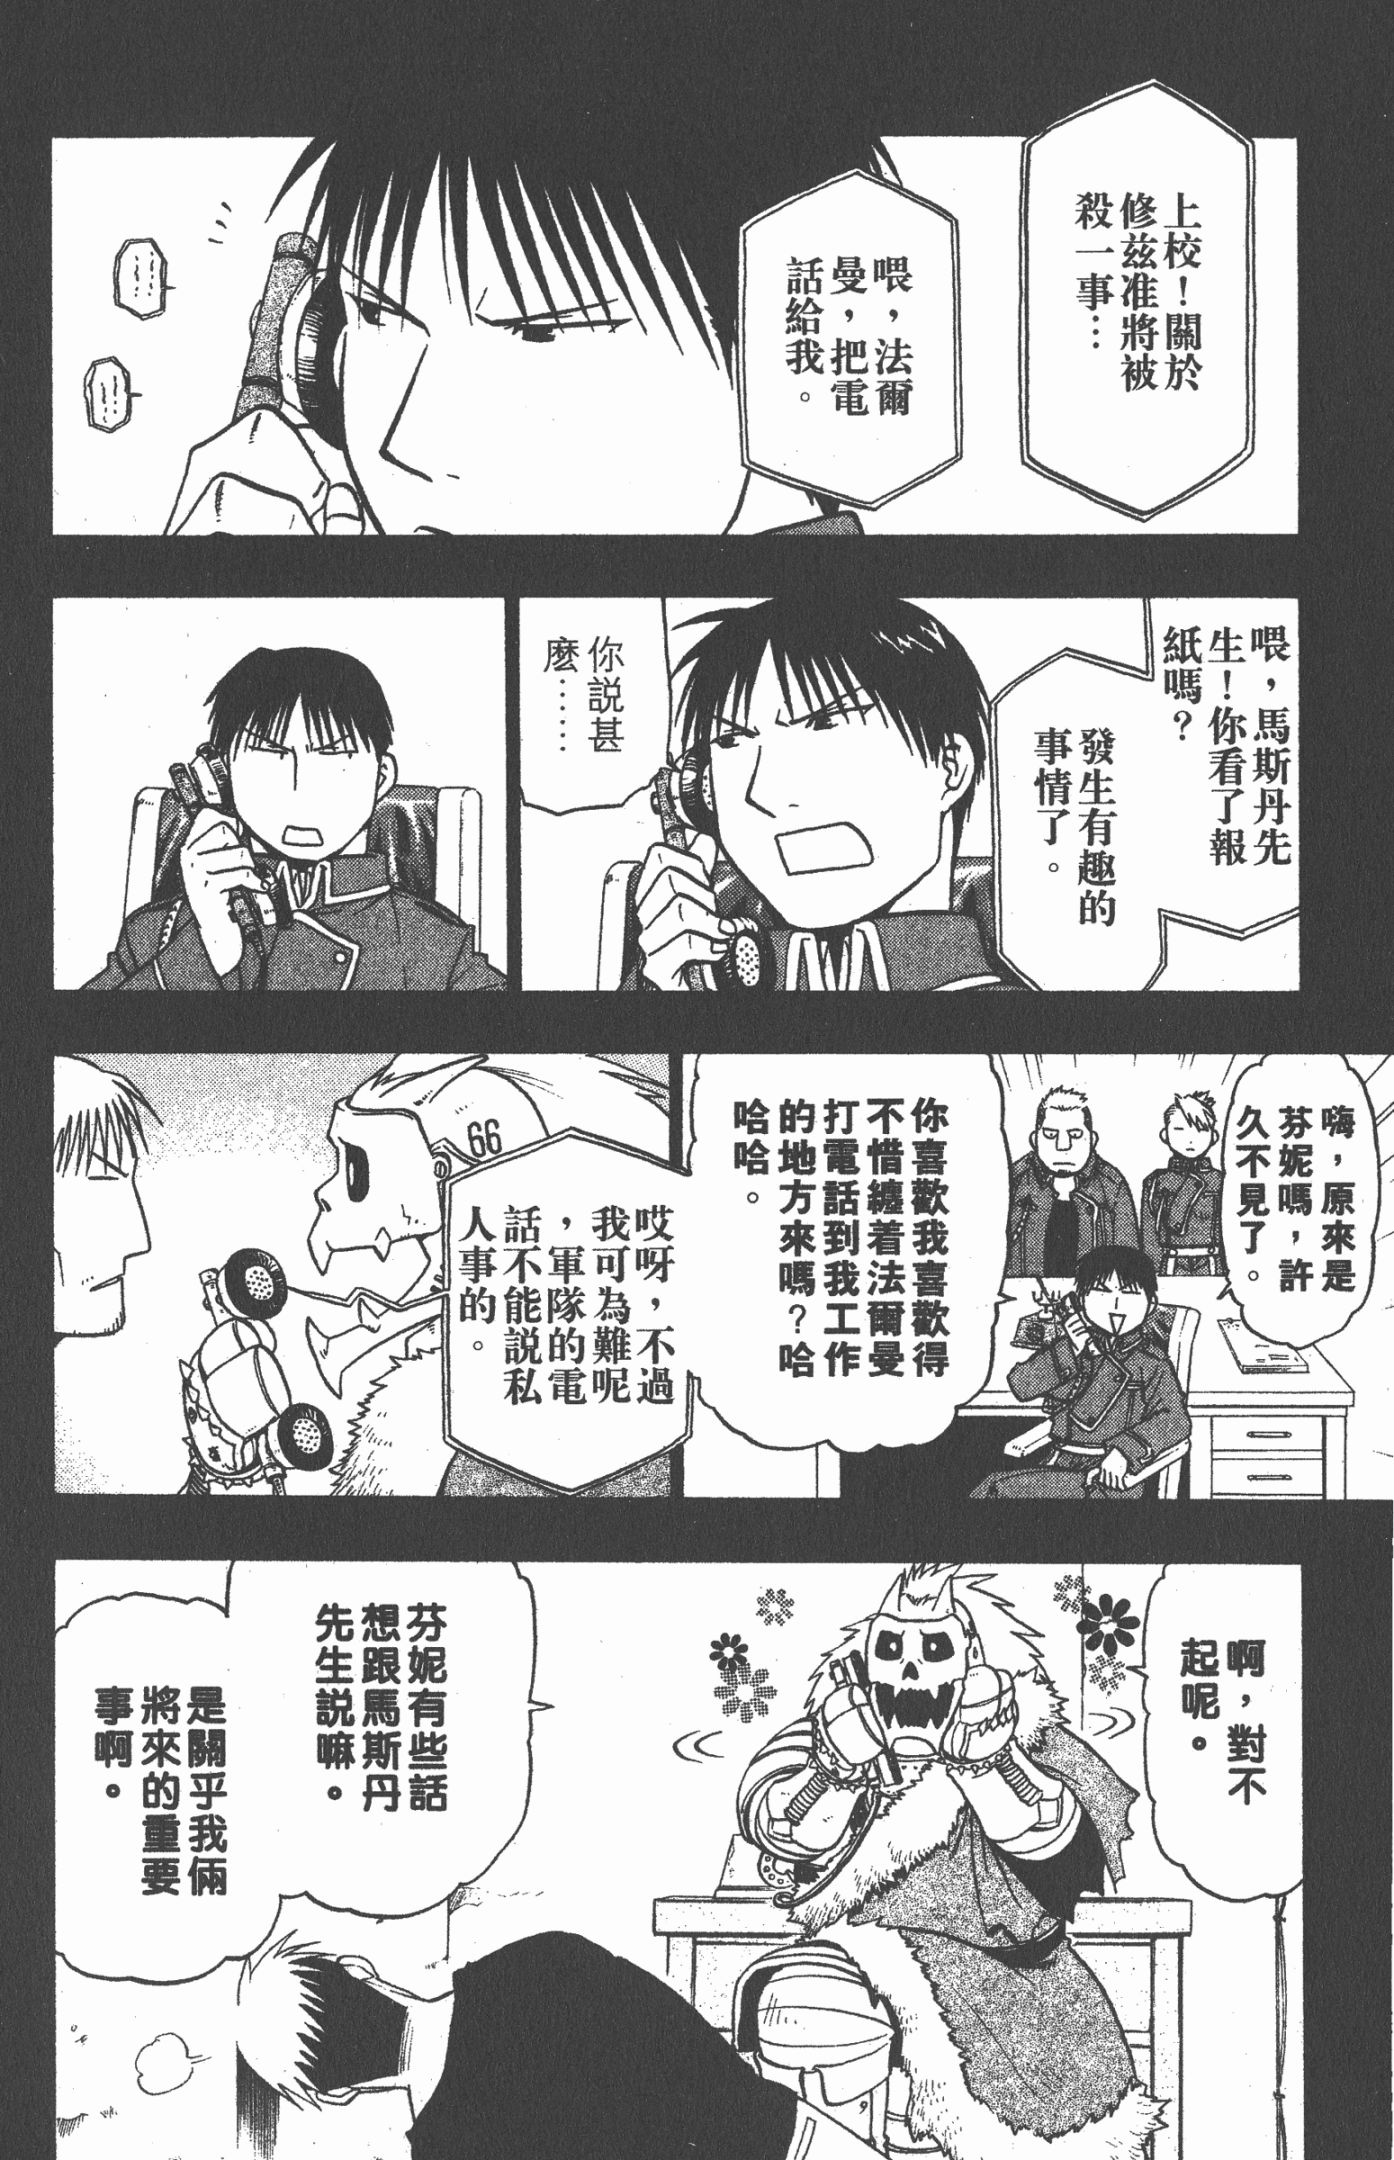 上校！關於
修茲准將被
殺一事…
喂，法爾
曼，把電
話給我。
……
……
喂，馬斯丹先
生！你看了報
紙嗎？
發生有趣的
事情了。
你說甚
麼……
嗨，原來是
芬妮嗎，許
久不見了。
你喜歡我喜歡得
不惜纏着法爾曼
打電話到我工作
的地方來嗎？哈
哈哈。
哎呀，不過
我可為難呢
，軍隊的電
話不能說私
人事的。
66
啊，對不
起呢。
芬妮有些話
想跟馬斯丹
先生說嘛。
是關乎我倆
將來的重要
事啊。